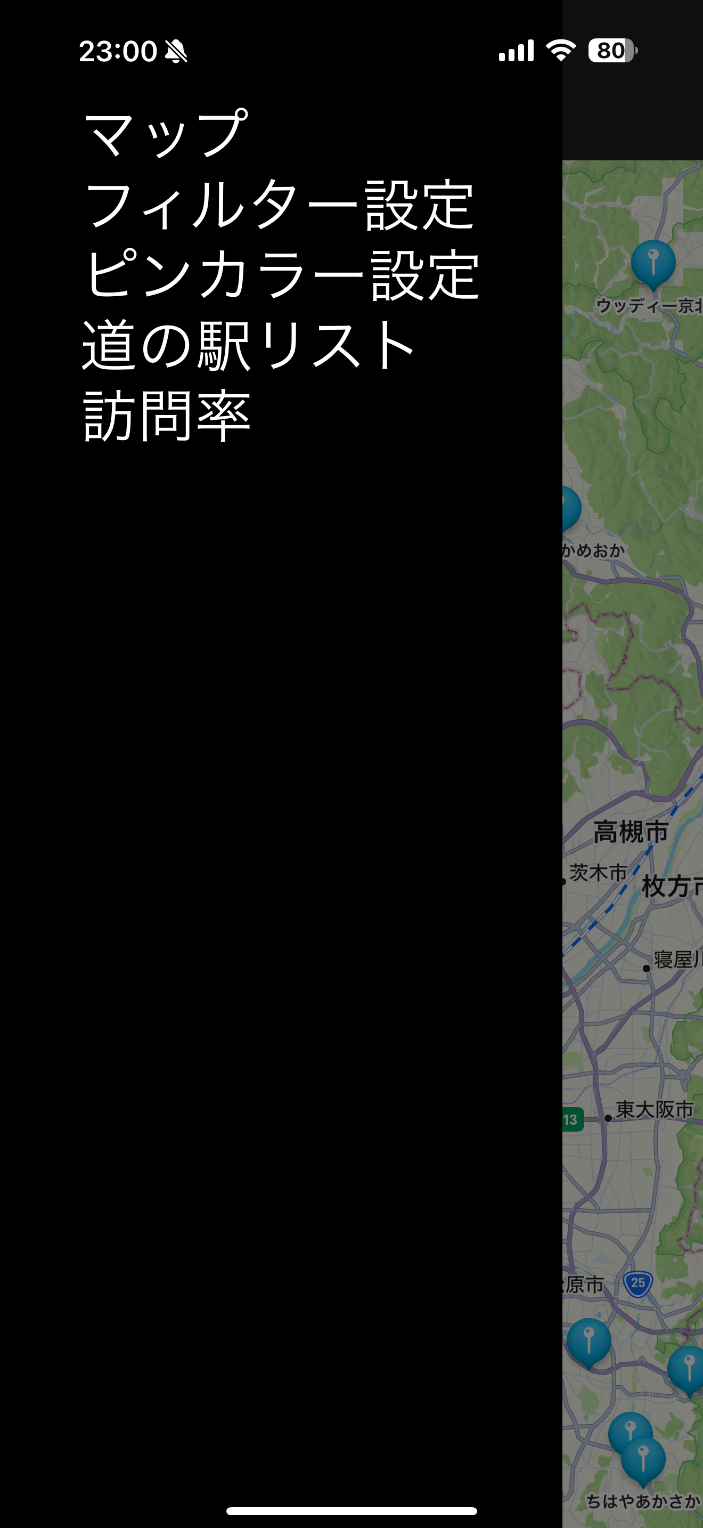 23:00
80
マップ
フィルター設定
ピンカラー設定
道の駅リスト
訪問率
ウッディー京北
かめおか
高槻市
茨木市
枚方市
寝屋川
東大阪市
13
原市
25
ちはやあかさか